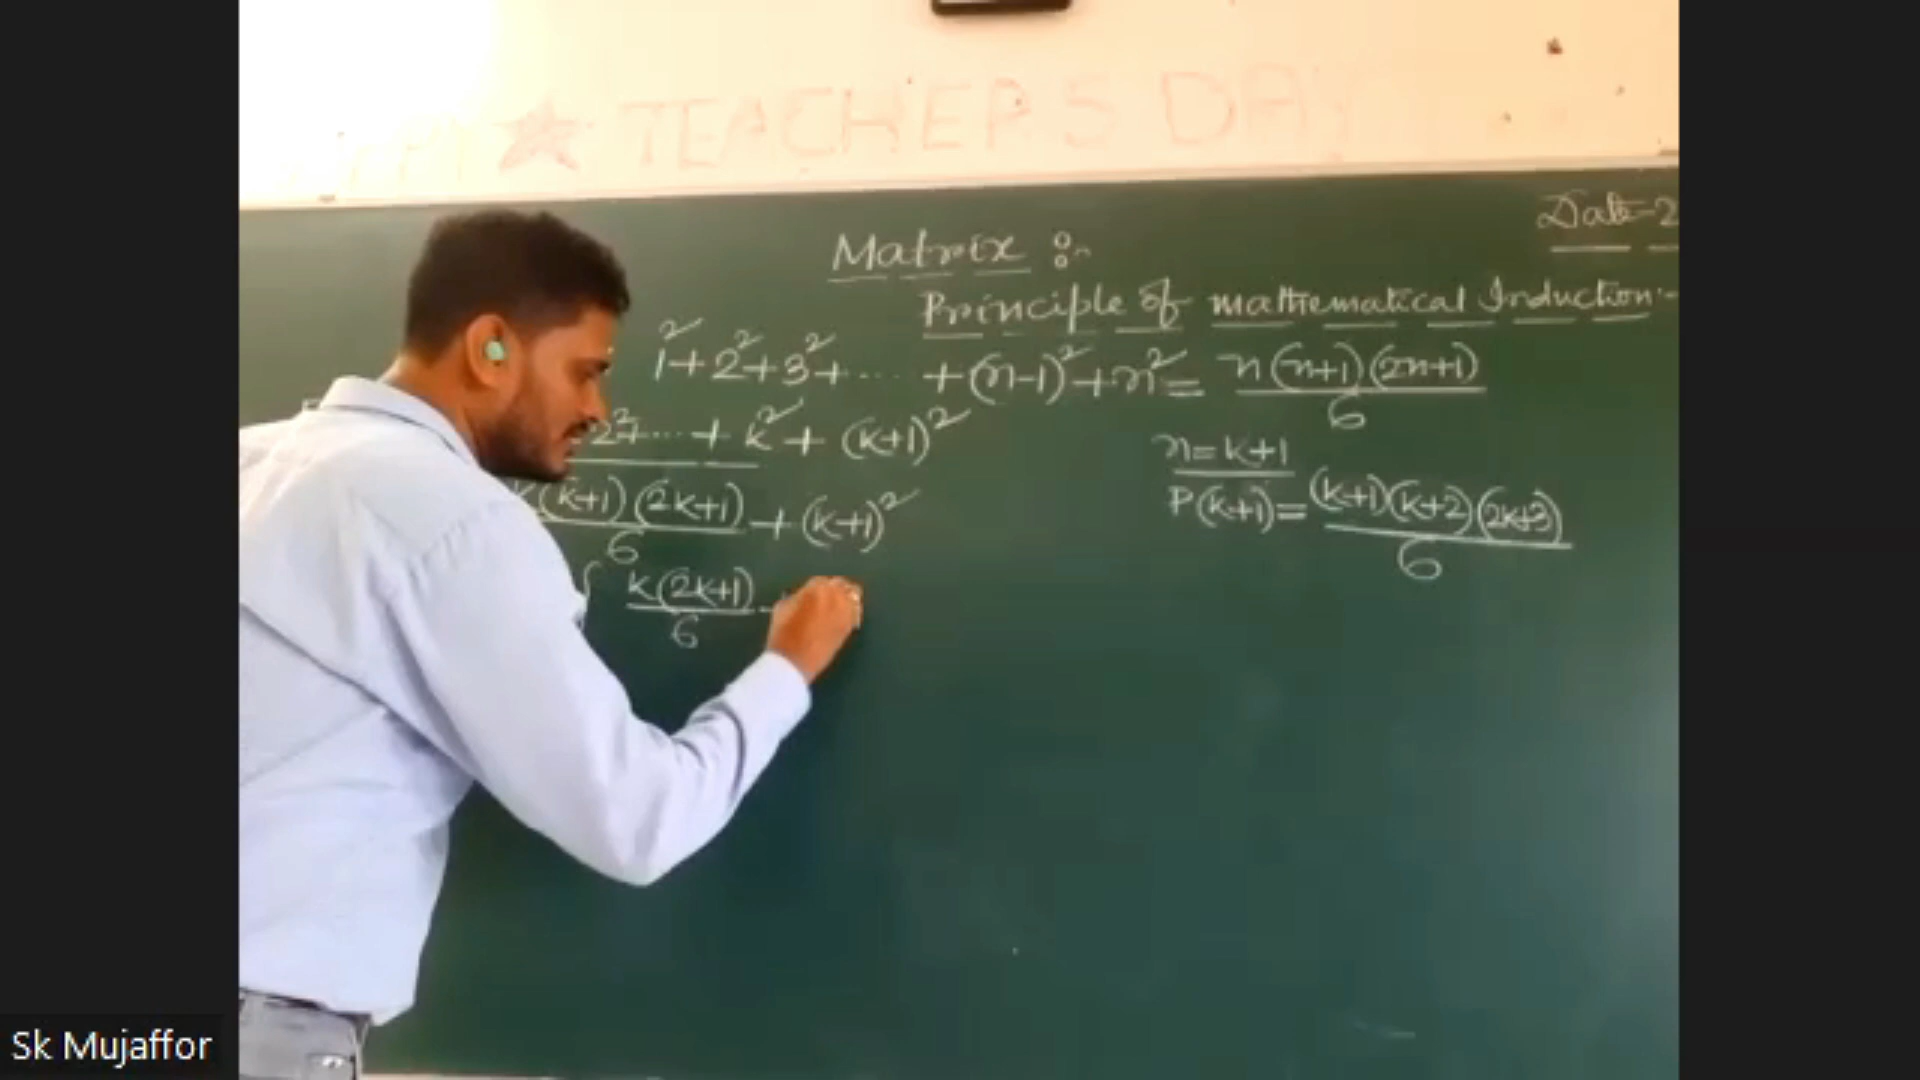 TEACHERS DAY
Date-2
Matrix :-
Principle of mathematical Induction:-
1²+2²+3²+.... +(n-1)²+n²= n(n+1)(2n+1)/6
2²+...+k²+(k+1)²
n=k+1
k(k+1)(2k+1)/6+(k+1)²
P(k+1)=(k+1)(k+2)(2k+3)/6
k(2k+1)/6
Sk Mujaffor